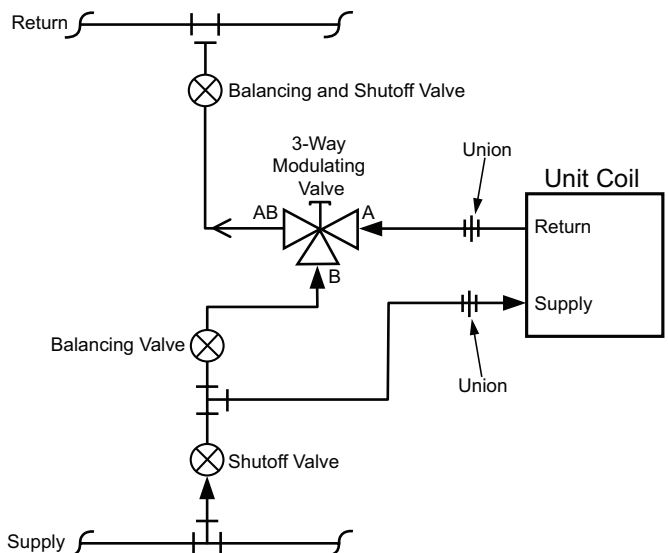 Return
Balancing and Shutoff Valve
3-Way
Modulating
Valve
Union
Unit Coil
AB
A
Return
B
Supply
Balancing Valve
Union
Shutoff Valve
Supply